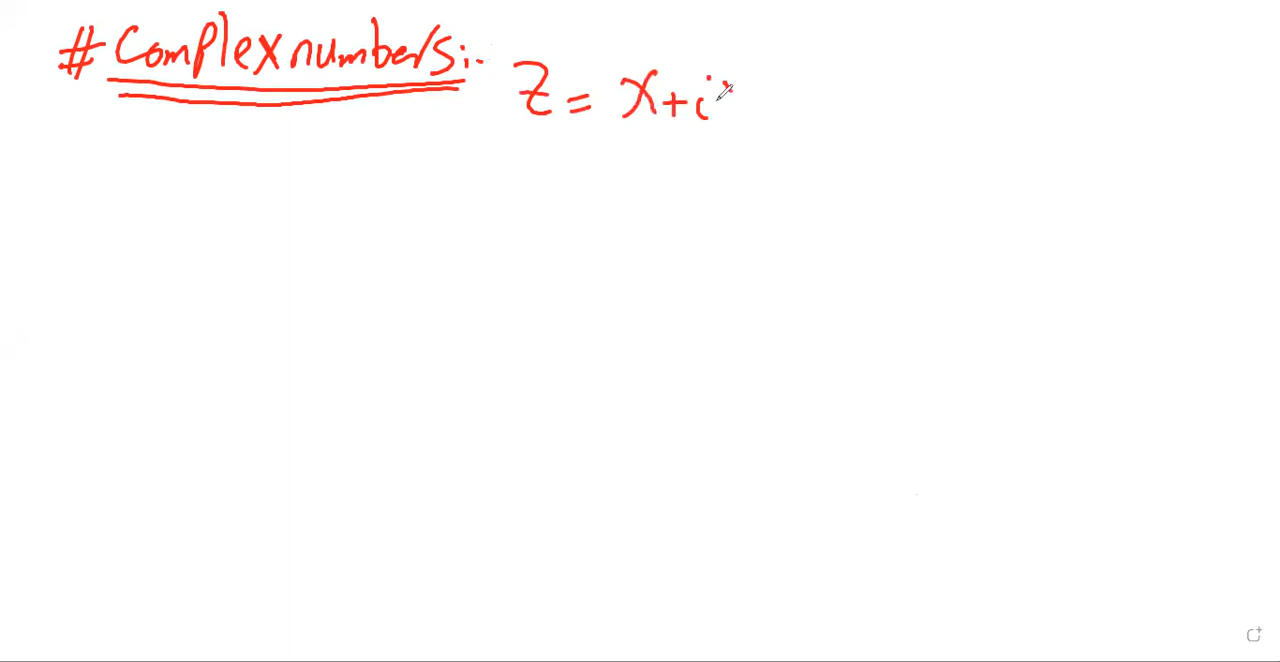 # Complex numbers:-
Z = x+i